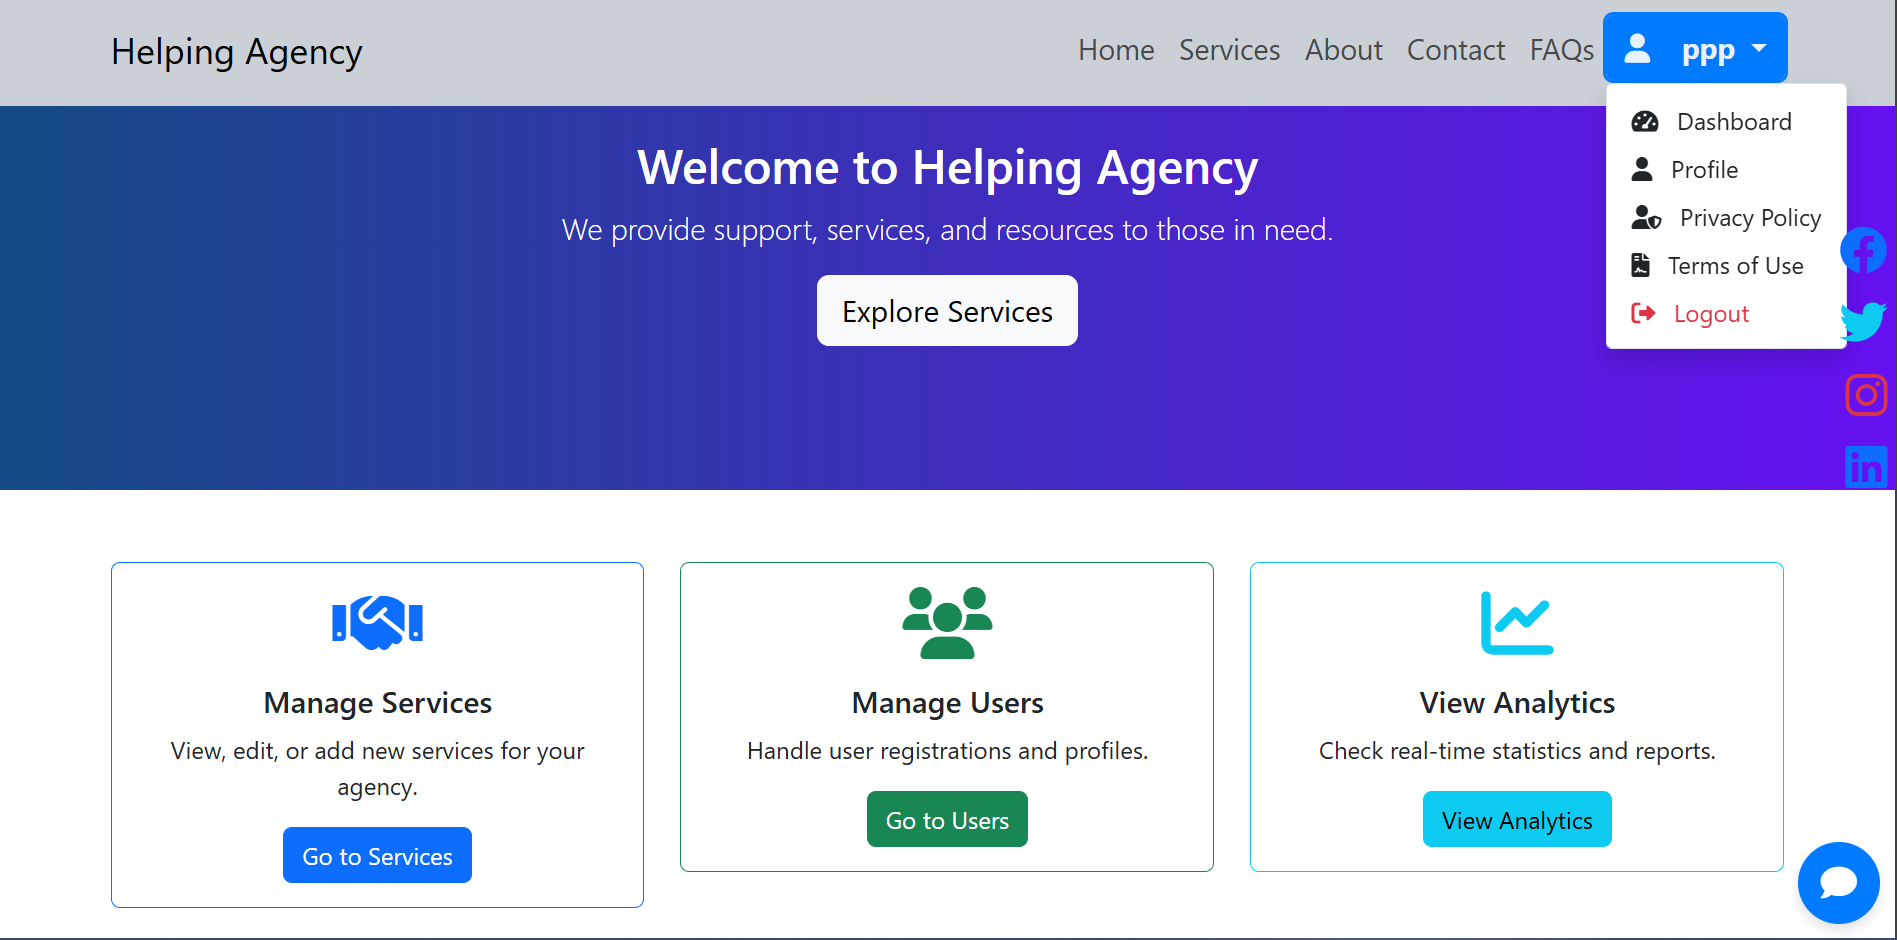 Helping Agency
Home Services About Contact FAQs ppp
Dashboard
Profile
Privacy Policy
Terms of Use
Logout
Welcome to Helping Agency
We provide support, services, and resources to those in need.
Explore Services
Manage Services
View, edit, or add new services for your
agency.
Go to Services
Manage Users
Handle user registrations and profiles.
Go to Users
View Analytics
Check real-time statistics and reports.
View Analytics